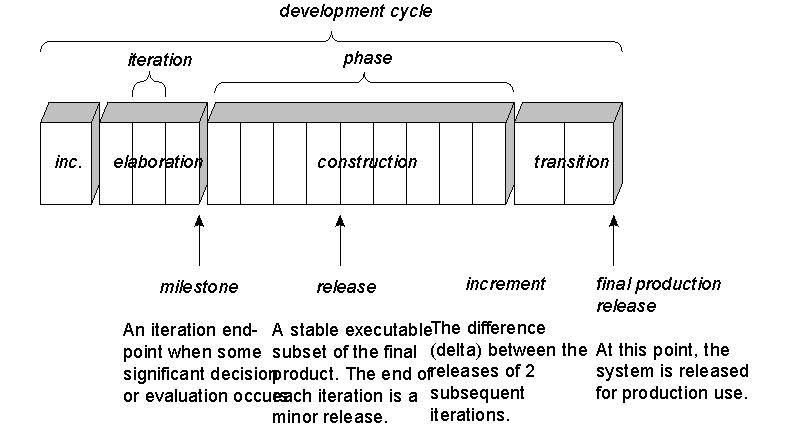 development cycle
iteration
phase
inc.
elaboration
construction
transition
milestone
An iteration end-
point when some
significant decision
or evaluation occurs
release
A stable executable
subset of the final
product. The end of
each iteration is a
minor release.
increment
The difference
(delta) between the
releases of 2
subsequent
iterations.
final production
release
At this point, the
system is released
for production use.